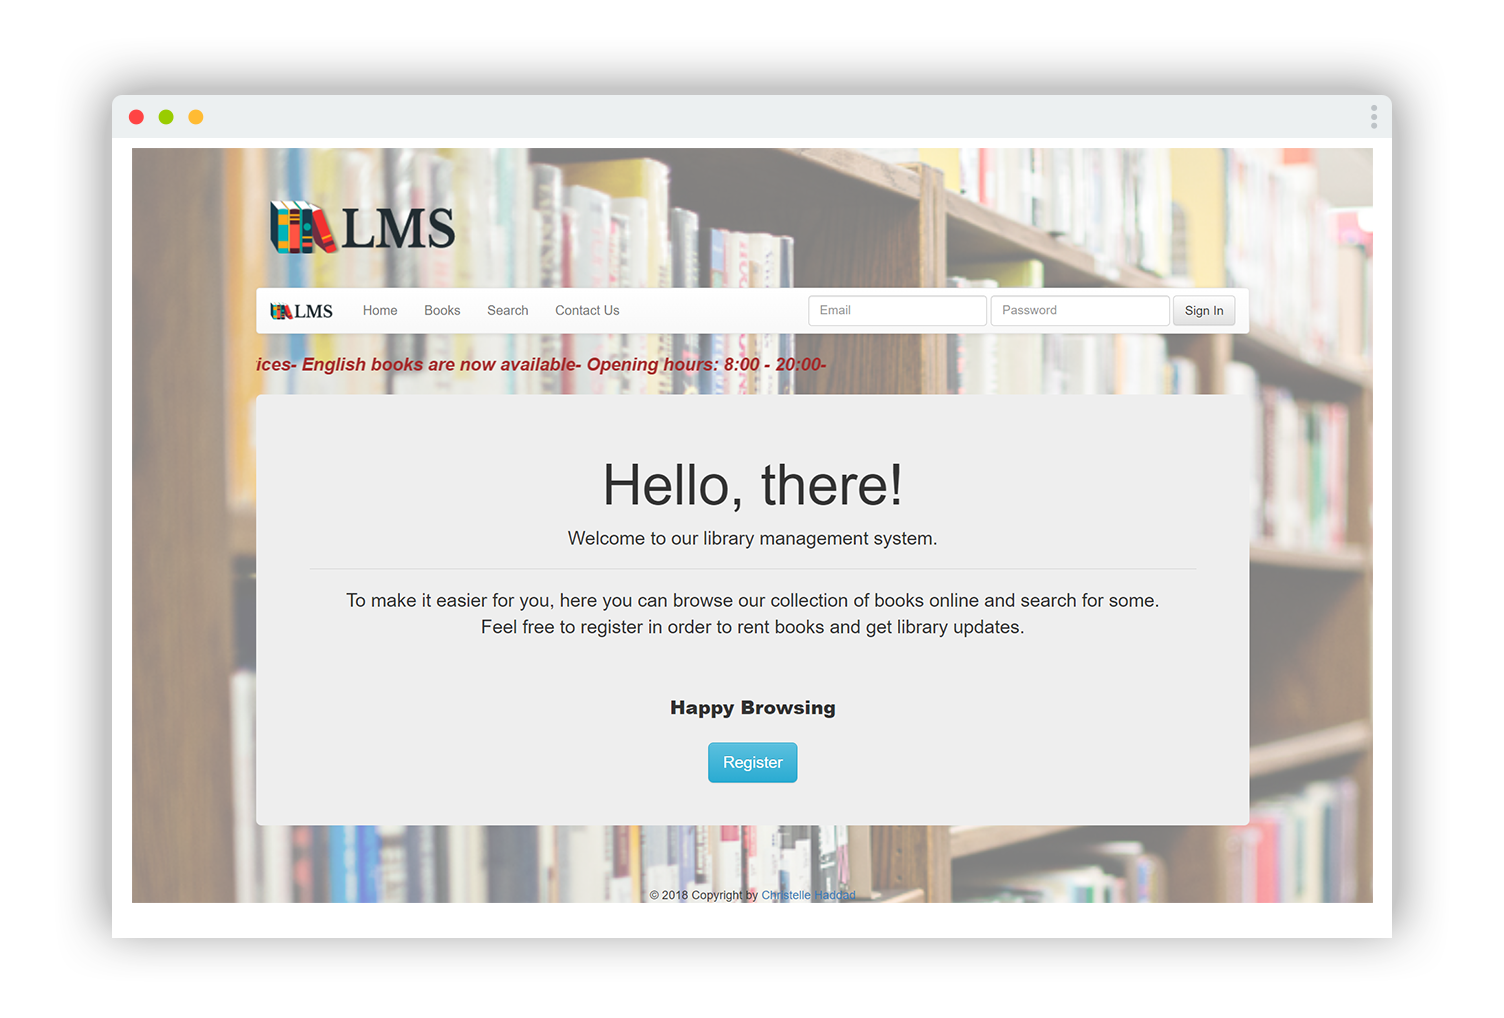 LMS
LMS Home Books Search Contact Us Email Password Sign In
ices- English books are now available- Opening hours: 8:00 - 20:00-
Hello, there!
Welcome to our library management system.
To make it easier for you, here you can browse our collection of books online and search for some.
Feel free to register in order to rent books and get library updates.
Happy Browsing
Register
© 2018 Copyright by Christelle Haddad